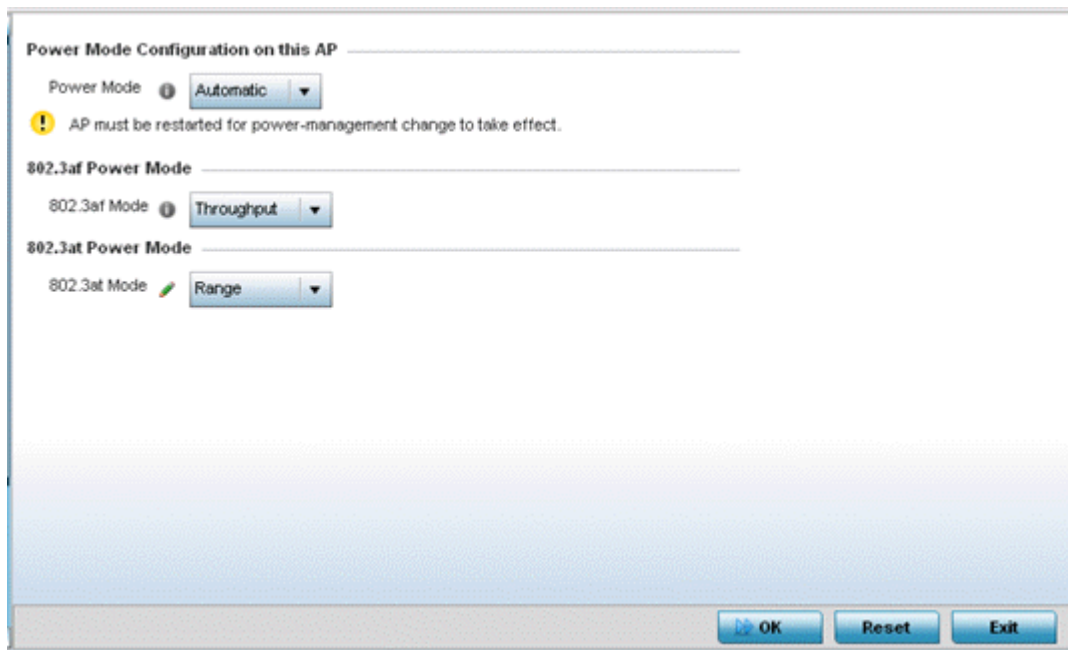 Power Mode Configuration on this AP
Power Mode Automatic
AP must be restarted for power-management change to take effect.
802.3af Power Mode
802.3af Mode Throughput
802.3at Power Mode
802.3at Mode Range
OK Reset Exit